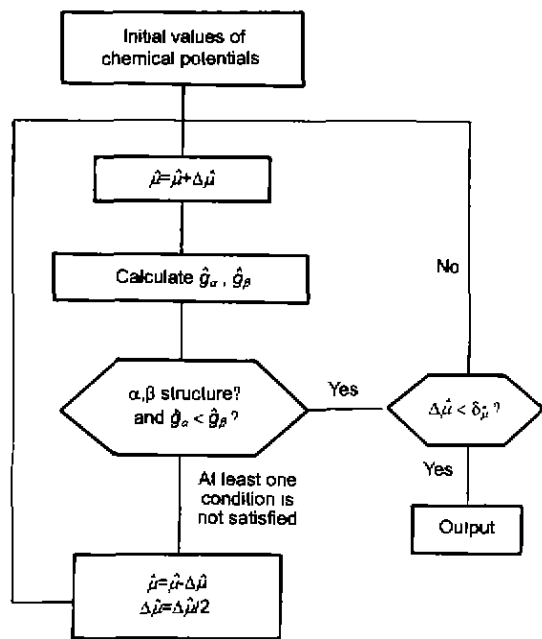 Initial values of
chemical potentials
μ̂=μ̂+Δμ̂
Calculate ĝα , ĝβ
No
α,β structure?
and ĝα < ĝβ ?
Yes
Δμ̂ < δμ̂ ?
At least one
condition is
not satisfied
Yes
Output
μ̂=μ̂-Δμ̂
Δμ̂=Δμ̂/2